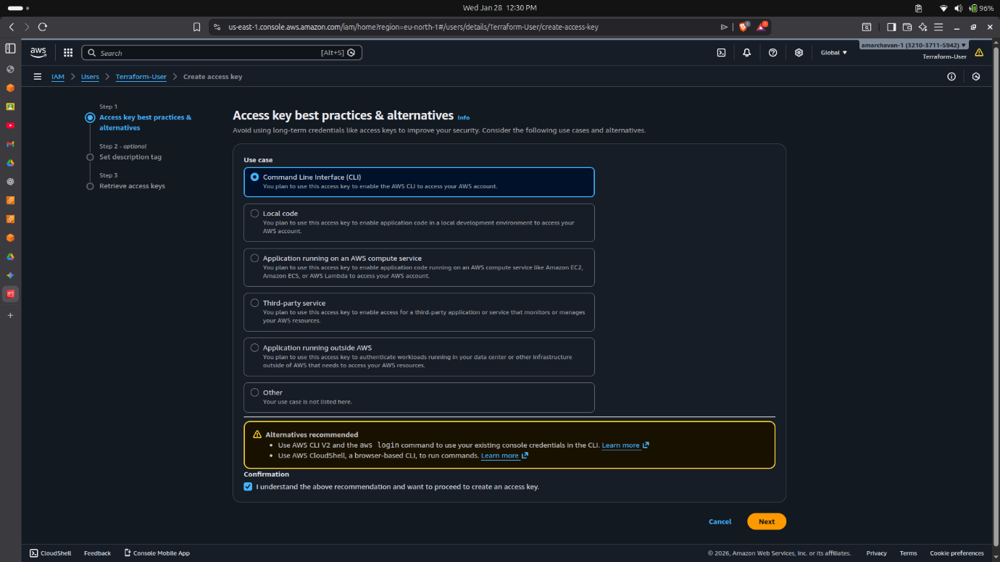 Wed Jan 28 12:30 PM
96%
us-east-1.console.aws.amazon.com/iam/home?region=eu-north-1#/users/details/Terraform-User/create-access-key
aws
Search
[Alt+S]
Global
amarchavan-1 (3210-3711-5942)
Terraform-User
IAM
Users
Terraform-User
Create access key
Step 1
Access key best practices &
alternatives
Step 2 - optional
Set description tag
Step 3
Retrieve access keys
Access key best practices & alternatives Info
Avoid using long-term credentials like access keys to improve your security. Consider the following use cases and alternatives.
Use case
Command Line Interface (CLI)
You plan to use this access key to enable the AWS CLI to access your AWS account.
Local code
You plan to use this access key to enable application code in a local development environment to access your
AWS account.
Application running on an AWS compute service
You plan to use this access key to enable application code running on an AWS compute service like Amazon EC2,
Amazon ECS, or AWS Lambda to access your AWS account.
Third-party service
You plan to use this access key to enable access for a third-party application or service that monitors or manages
your AWS resources.
Application running outside AWS
You plan to use this access key to authenticate workloads running in your data center or other infrastructure
outside of AWS that needs to access your AWS resources.
Other
Your use case is not listed here.
Alternatives recommended
Use AWS CLI V2 and the aws login command to use your existing console credentials in the CLI. Learn more
Use AWS CloudShell, a browser-based CLI, to run commands. Learn more
Confirmation
I understand the above recommendation and want to proceed to create an access key.
Cancel
Next
CloudShell
Feedback
Console Mobile App
© 2026, Amazon Web Services, Inc. or its affiliates.
Privacy
Terms
Cookie preferences